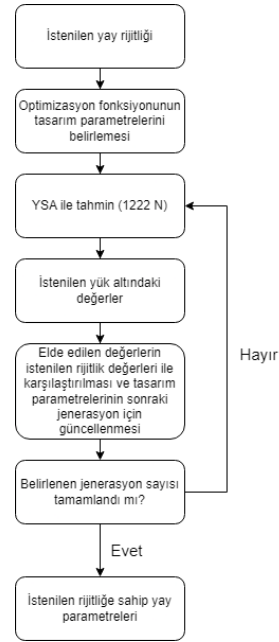 İstenilen yay rijitliği
Optimizasyon fonksiyonunun
tasarım parametrelerini
belirlemesi
YSA ile tahmin (1222 N)
İstenilen yük altındaki
değerler
Elde edilen değerlerin
istenilen rijitlik değerleri ile
karşılaştırılması ve tasarım
parametrelerinin sonraki
jenerasyon için
güncellenmesi
Hayır
Belirlenen jenerasyon sayısı
tamamlandı mı?
Evet
İstenilen rijitliğe sahip yay
parametreleri